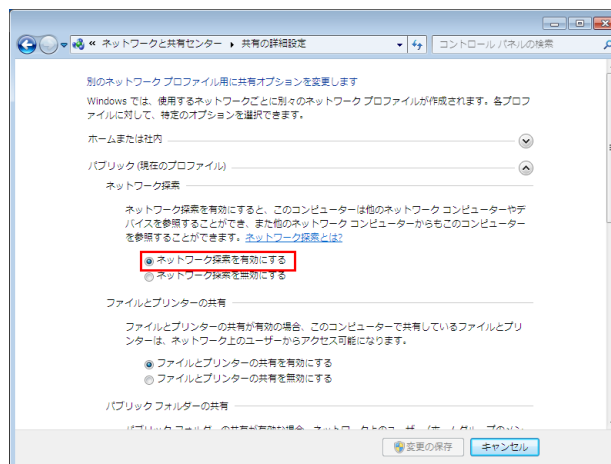 « ネットワークと共有センター ▸ 共有の詳細設定
コントロール パネルの検索
別のネットワーク プロファイル用に共有オプションを変更します
Windows では、使用するネットワークごとに別々のネットワーク プロファイルが作成されます。各プロフ
ァイルに対して、特定のオプションを選択できます。
ホームまたは社内
パブリック (現在のプロファイル)
ネットワーク探索
ネットワーク探索を有効にすると、このコンピューターは他のネットワーク コンピューターやデ
バイスを参照することができ、また他のネットワーク コンピューターからもこのコンピューター
を参照することができます。ネットワーク探索とは?
ネットワーク探索を有効にする
ネットワーク探索を無効にする
ファイルとプリンターの共有
ファイルとプリンターの共有が有効の場合、このコンピューターで共有しているファイルとプリ
ンターは、ネットワーク上のユーザーからアクセス可能になります。
ファイルとプリンターの共有を有効にする
ファイルとプリンターの共有を無効にする
パブリック フォルダーの共有
変更の保存
キャンセル